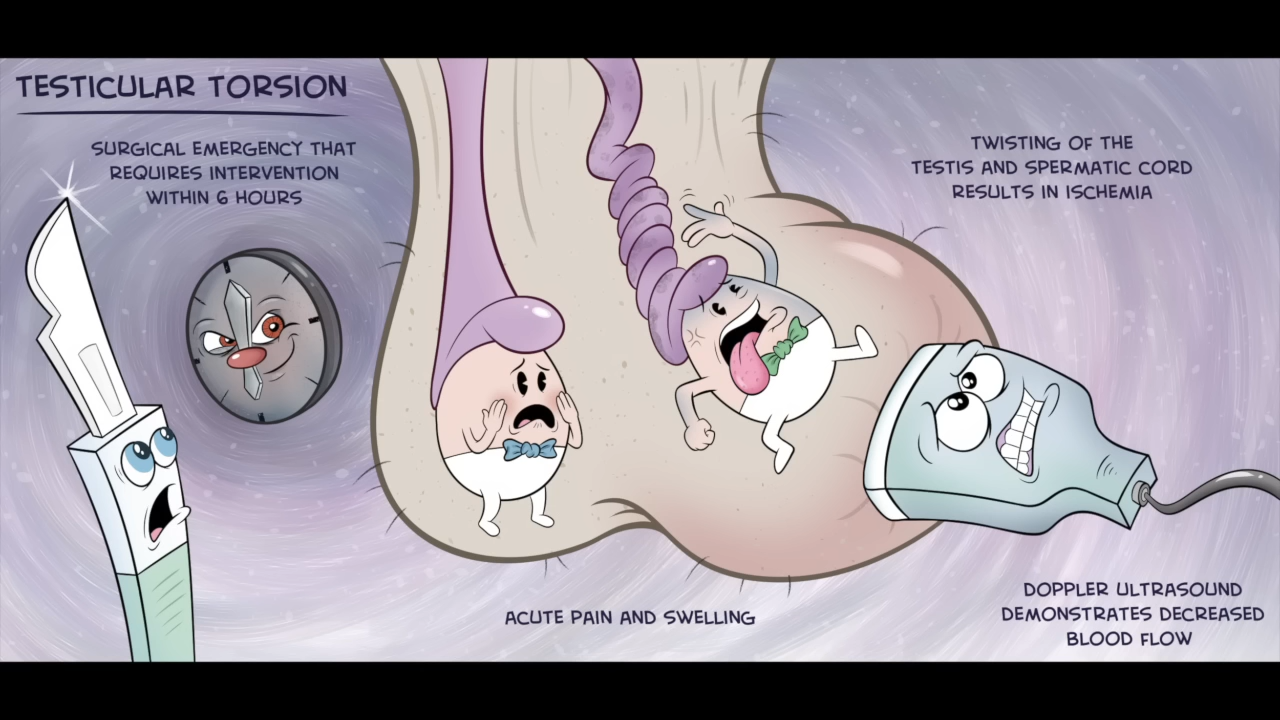 TESTICULAR TORSION
SURGICAL EMERGENCY THAT
REQUIRES INTERVENTION
WITHIN 6 HOURS
TWISTING OF THE
TESTIS AND SPERMATIC CORD
RESULTS IN ISCHEMIA
ACUTE PAIN AND SWELLING
DOPPLER ULTRASOUND
DEMONSTRATES DECREASED
BLOOD FLOW